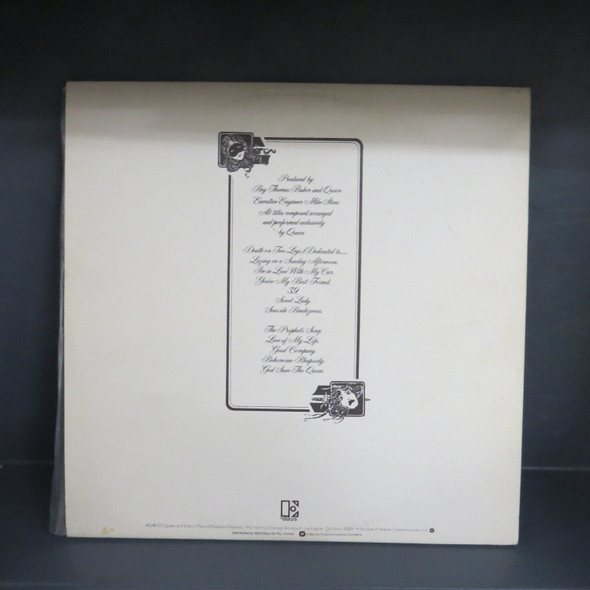 Produced by
Roy Thomas Baker and Queen
Executive Engineer Mike Stone
All titles composed, arranged
and performed exclusively
by Queen
Death on Two Legs (Dedicated to.....
Lazing on a Sunday Afternoon
I'm in Love With My Car
You're My Best Friend
'39
Sweet Lady
Seaside Rendezvous
The Prophet's Song
Love of My Life
Good Company
Bohemian Rhapsody
God Save The Queen